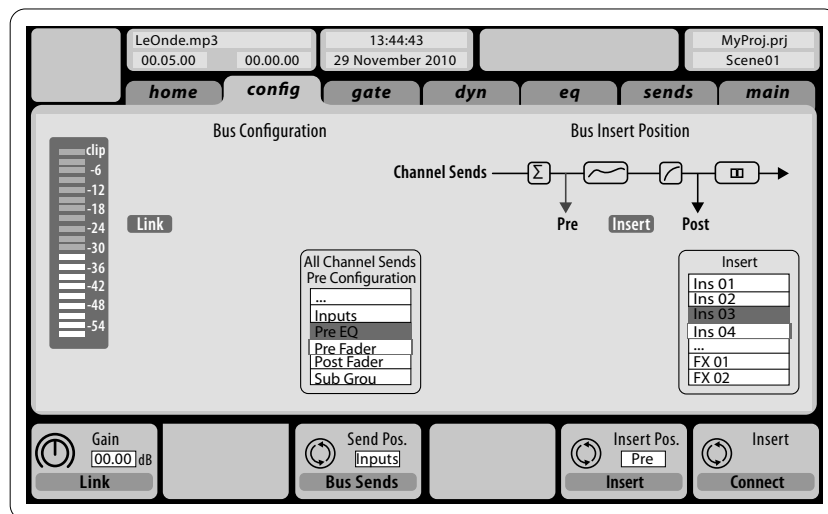 LeOnde.mp3
00.05.00 00.00.00
13:44:43
29 November 2010
MyProj.prj
Scene01
home config gate dyn eq sends main
Bus Configuration
Bus Insert Position
clip
-6
-12
-18
-24
-30
-36
-42
-48
-54
Link
Channel Sends
Σ
Pre Insert Post
All Channel Sends
Pre Configuration
...
Inputs
Pre EQ
Pre Fader
Post Fader
Sub Grou
Insert
Ins 01
Ins 02
Ins 03
Ins 04
...
FX 01
FX 02
Gain
00.00 dB
Link
Send Pos.
Inputs
Bus Sends
Insert Pos.
Pre
Insert
Insert
Connect